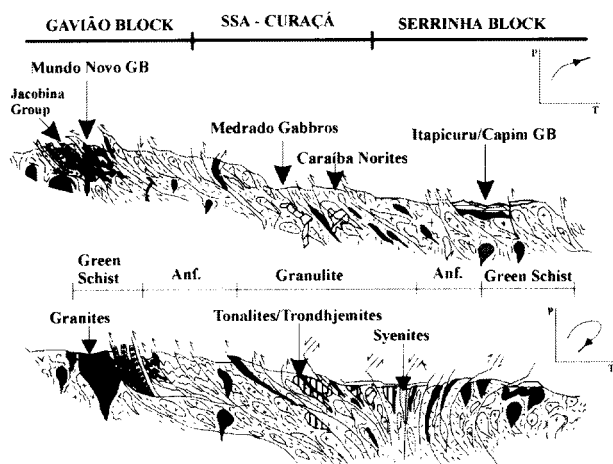 GAVIÃO BLOCK
SSA - CURAÇÁ
SERRINHA BLOCK
Mundo Novo GB
Jacobina
Group
Medrado Gabbros
Caraíba Norites
Itapicuru/Capim GB
P
T
Green
Schist
Anf.
Granulite
Anf.
Green Schist
Granites
Tonalites/Trondhjemites
Syenites
P
T